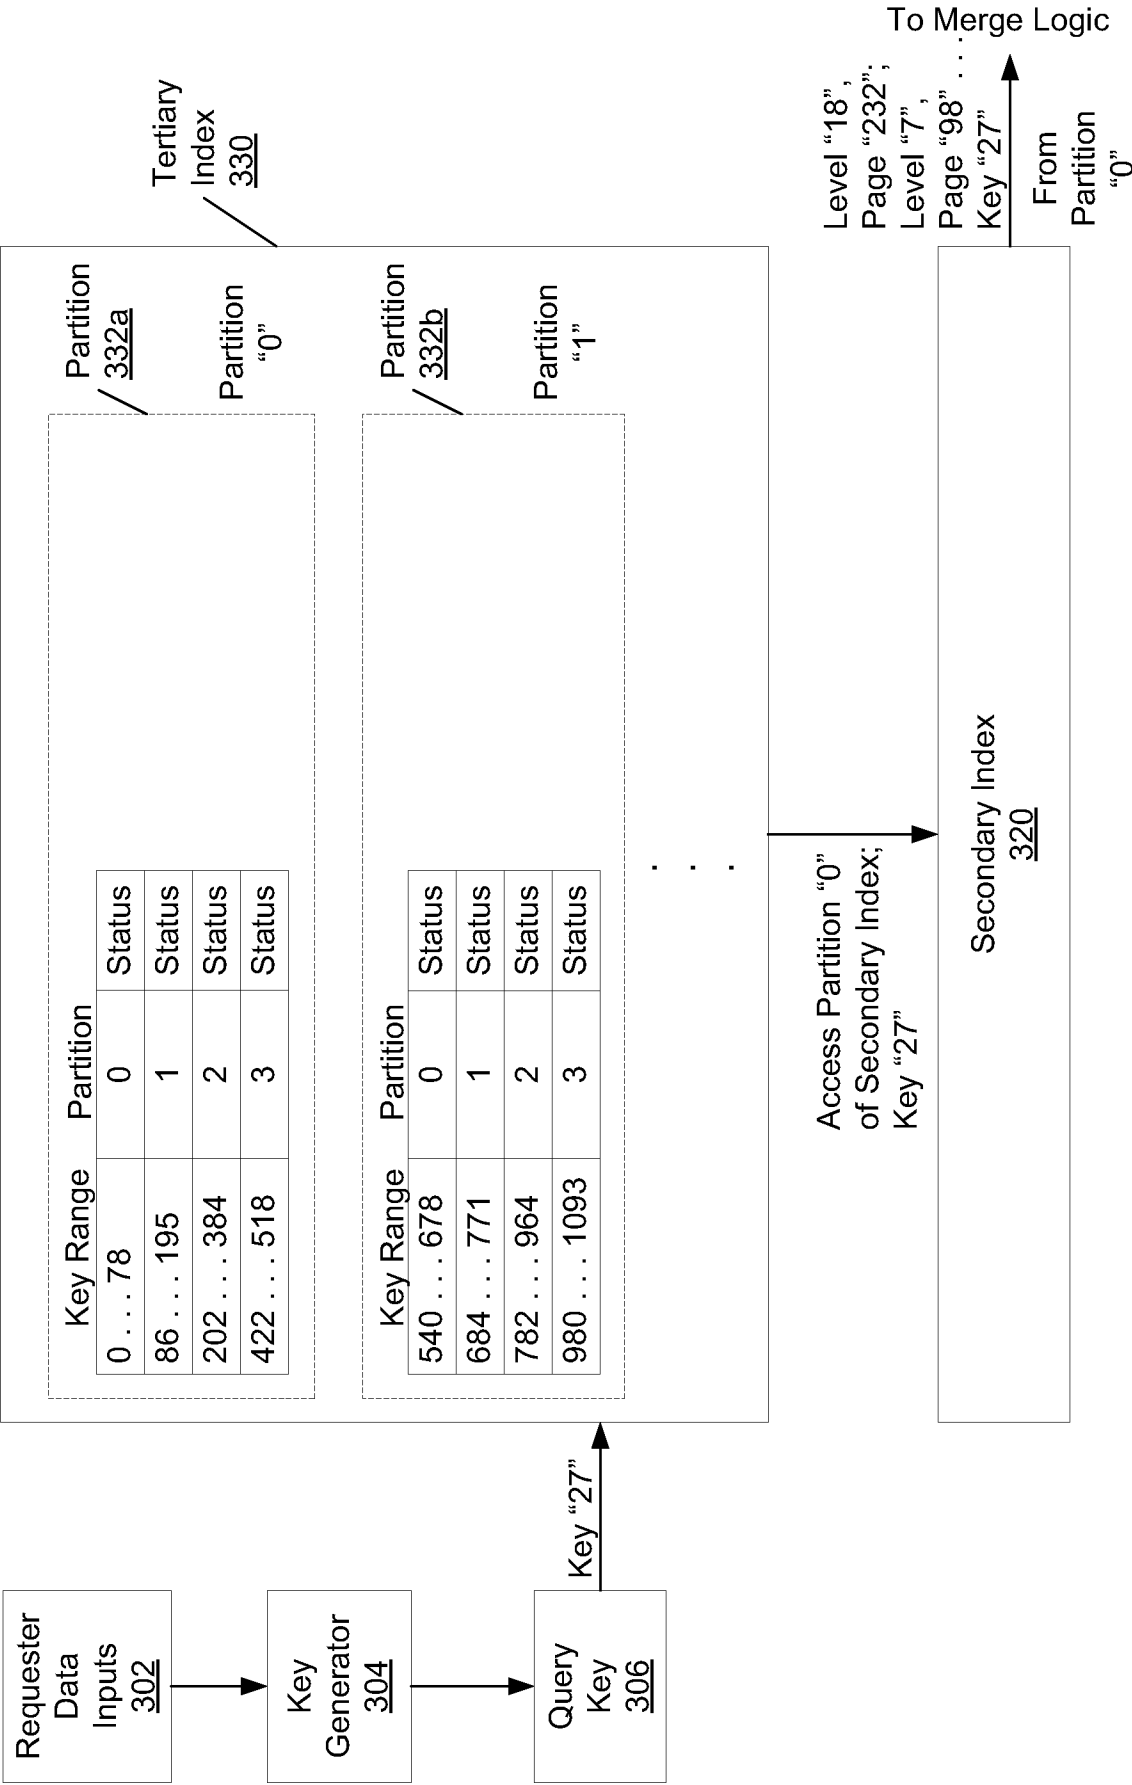 Requester
Data
Inputs
302
Key
Generator
304
Query
Key
306
Key “27”
Tertiary
Index
330
Partition
332a
Partition
“0”
Key Range Partition
0 . . . 78 0 Status
86 . . . 195 1 Status
202 . . . 384 2 Status
422 . . . 518 3 Status
Partition
332b
Partition
“1”
Key Range Partition
540 . . . 678 0 Status
684 . . . 771 1 Status
782 . . . 964 2 Status
980 . . . 1093 3 Status
. . .
Access Partition “0”
of Secondary Index;
Key “27”
Secondary Index
320
Level “18”,
Page “232”;
Level “7”,
Page “98” . . .
Key “27”
From
Partition
“0”
To Merge Logic